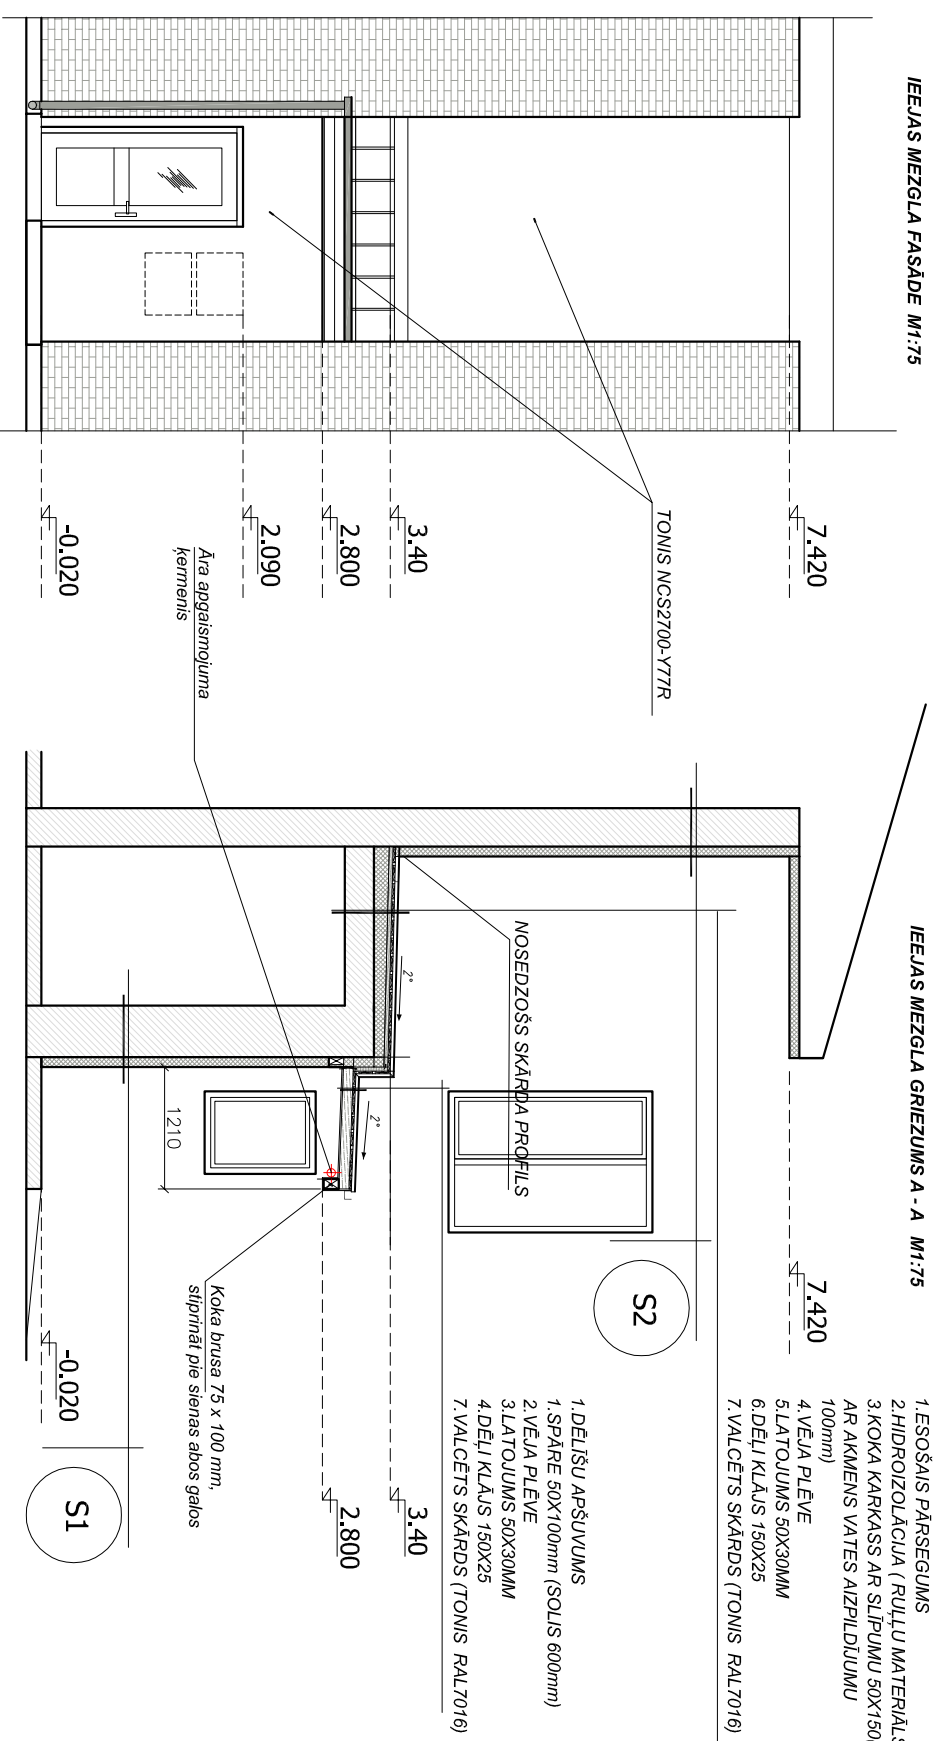 IEEJAS MEZGLA FASĀDE M1:75
7.420
3.40
2.800
2.090
-0.020
TONIS NCS2700-Y77R
Āra apgaismojuma
ķermenis
IEEJAS MEZGLA GRIEZUMS A - A M1:75
NOSEDZOŠS SKĀRDA PROFILS
2°
2°
1210
7.420
S2
Koka brusa 75 x 100 mm,
stiprināt pie sienas abos galos
-0.020
3.40
2.800
S1
1.ESOŠAIS PĀRSEGUMS
2.HIDROIZOLĀCIJA ( RUĻĻU MATERIĀLS
3.KOKA KARKASS AR SLĪPUMU 50X150(
AR AKMENS VATES AIZPILDĪJUMU
100mm)
4.VĒJA PLĒVE
5.LATOJUMS 50X30MM
6.DĒĻI KLĀJS 150X25
7.VALCĒTS SKĀRDS (TONIS RAL7016)
1.DĒLĪŠU APŠUVUMS
1.SPĀRE 50X100mm (SOLIS 600mm)
2.VĒJA PLĒVE
3.LATOJUMS 50X30MM
4.DĒĻI KLĀJS 150X25
7.VALCĒTS SKĀRDS (TONIS RAL7016)